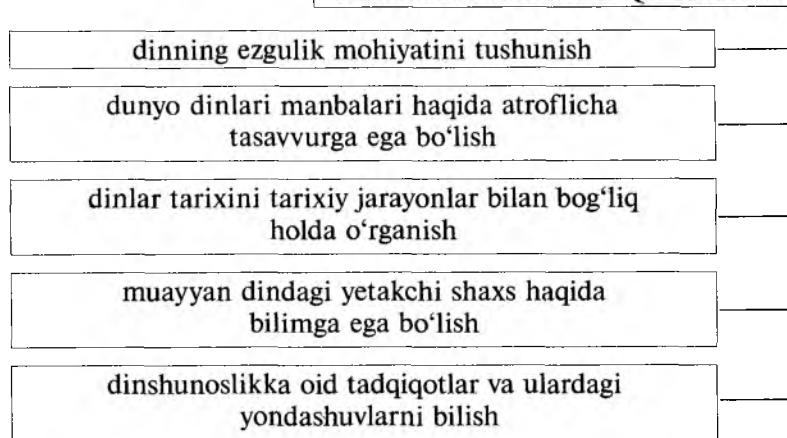 dinning ezgulik mohiyatini tushunish
dunyo dinlari manbalari haqida atroflicha
tasavvurga ega bo‘lish
dinlar tarixini tarixiy jarayonlar bilan bog‘liq
holda o‘rganish
muayyan dindagi yetakchi shaxs haqida
bilimga ega bo‘lish
dinshunoslikka oid tadqiqotlar va ulardagi
yondashuvlarni bilish